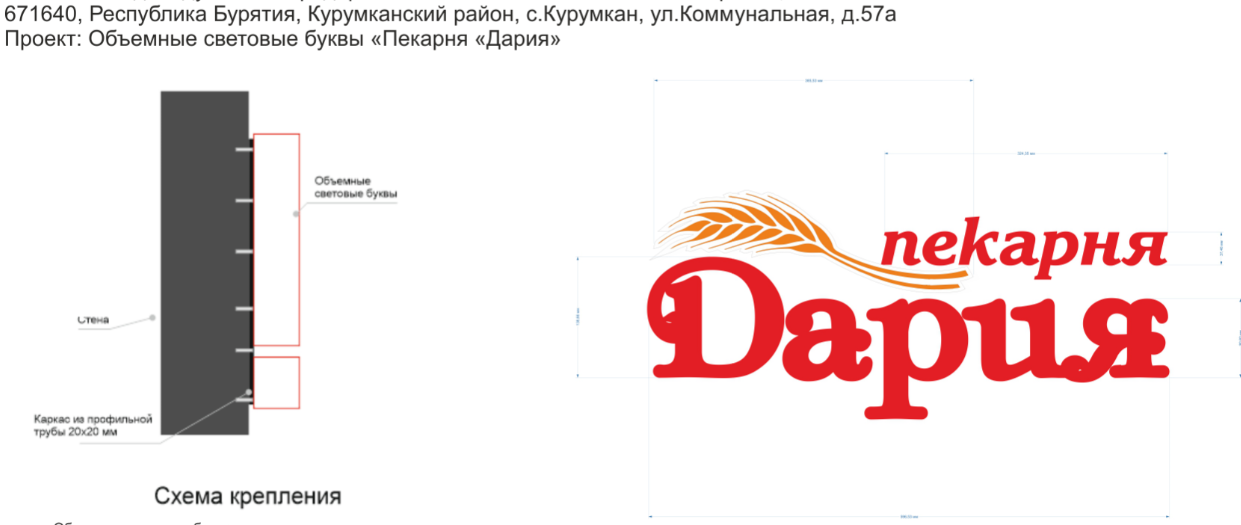 671640, Республика Бурятия, Курумканский район, с.Курумкан, ул.Коммунальная, д.57а
Проект: Объемные световые буквы «Пекарня «Дария»
Объемные
световые буквы
Стена
Каркас из профильной
трубы 20х20 мм
Схема крепления
пекарня
Дария